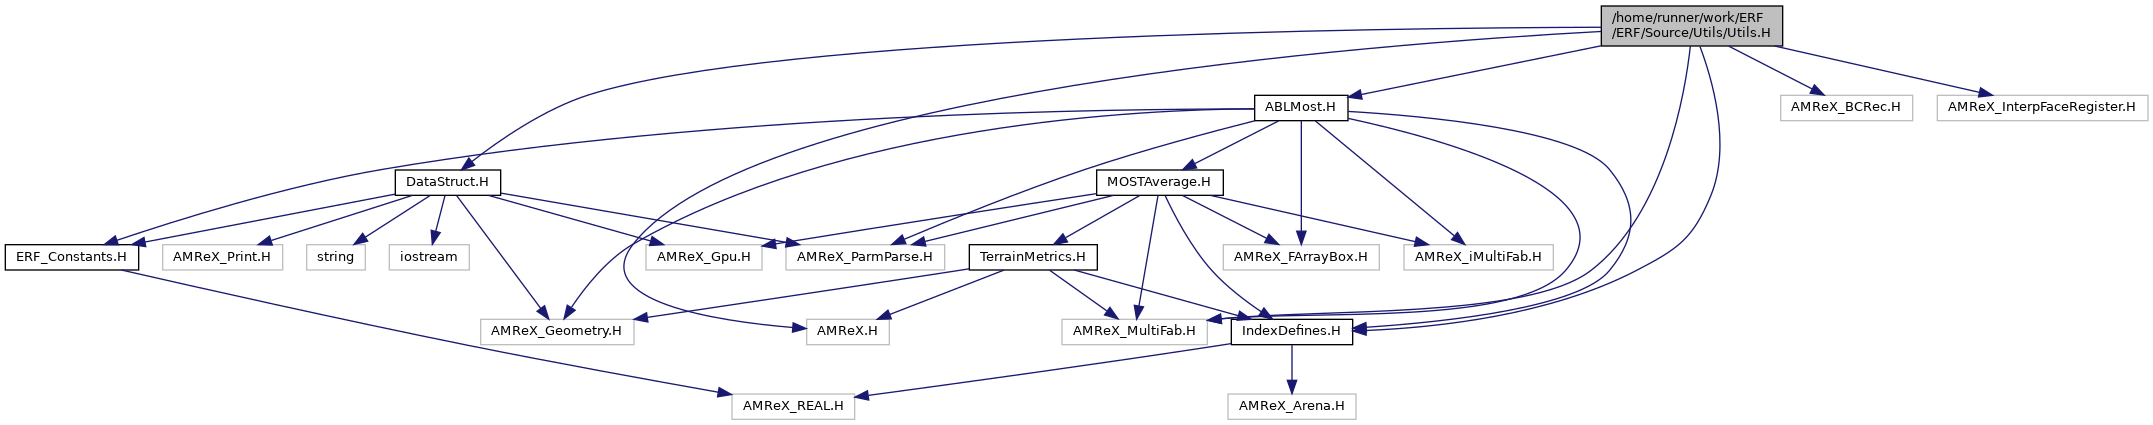 /home/runner/work/ERF
/ERF/Source/Utils/Utils.H
ABLMost.H
AMReX_BCRec.H
AMReX_InterpFaceRegister.H
DataStruct.H
MOSTAverage.H
ERF_Constants.H
AMReX_Print.H
string
iostream
AMReX_Gpu.H
AMReX_ParmParse.H
TerrainMetrics.H
AMReX_FArrayBox.H
AMReX_iMultiFab.H
AMReX_Geometry.H
AMReX.H
AMReX_MultiFab.H
IndexDefines.H
AMReX_REAL.H
AMReX_Arena.H